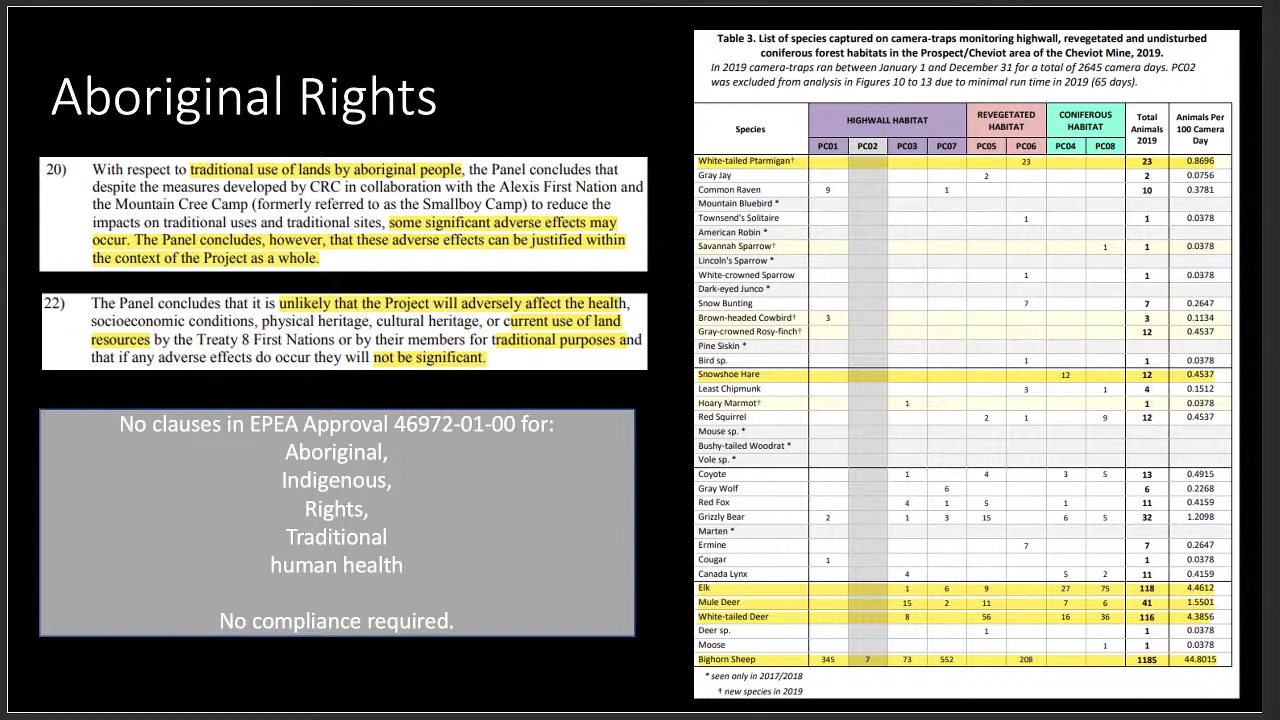 Aboriginal Rights
20) With respect to traditional use of lands by aboriginal people, the Panel concludes that
despite the measures developed by CRC in collaboration with the Alexis First Nation and
the Mountain Cree Camp (formerly referred to as the Smallboy Camp) to reduce the
impacts on traditional uses and traditional sites, some significant adverse effects may
occur. The Panel concludes, however, that these adverse effects can be justified within
the context of the Project as a whole.
22) The Panel concludes that it is unlikely that the Project will adversely affect the health,
socioeconomic conditions, physical heritage, cultural heritage, or current use of land
resources by the Treaty 8 First Nations or by their members for traditional purposes and
that if any adverse effects do occur they will not be significant.
No clauses in EPEA Approval 46972-01-00 for:
Aboriginal,
Indigenous,
Rights,
Traditional
human health
No compliance required.
Table 3. List of species captured on camera-traps monitoring highwall, revegetated and undisturbed
coniferous forest habitats in the Prospect/Cheviot area of the Cheviot Mine, 2019.
In 2019 camera-traps ran between January 1 and December 31 for a total of 2645 camera days. PC02
was excluded from analysis in Figures 10 to 13 due to minimal run time in 2019 (65 days).
Species HIGHWALL HABITAT REVEGETATED HABITAT CONIFEROUS HABITAT Total Animals 2019 Animals Per 100 Camera Day
PC01 PC02 PC03 PC07 PC05 PC06 PC04 PC08
White-tailed Ptarmigan† 23 23 0.8696
Gray Jay 2 2 0.0756
Common Raven 9 1 10 0.3781
Mountain Bluebird *
Townsend's Solitaire 1 1 0.0378
American Robin *
Savannah Sparrow† 1 1 0.0378
Lincoln's Sparrow *
White-crowned Sparrow 1 1 0.0378
Dark-eyed Junco *
Snow Bunting 7 7 0.2647
Brown-headed Cowbird† 3 3 0.1134
Gray-crowned Rosy-finch† 12 0.4537
Pine Siskin *
Bird sp. 1 1 0.0378
Snowshoe Hare 12 12 0.4537
Least Chipmunk 3 1 4 0.1512
Hoary Marmot† 1 1 0.0378
Red Squirrel 2 1 9 12 0.4537
Mouse sp. *
Bushy-tailed Woodrat *
Vole sp. *
Coyote 1 4 3 5 13 0.4915
Gray Wolf 6 6 0.2268
Red Fox 4 1 5 1 11 0.4159
Grizzly Bear 2 1 3 15 6 5 32 1.2098
Marten *
Ermine 7 7 0.2647
Cougar 1 1 0.0378
Canada Lynx 4 5 2 11 0.4159
Elk 1 6 9 27 75 118 4.4612
Mule Deer 15 2 11 7 6 41 1.5501
White-tailed Deer 8 56 16 36 116 4.3856
Deer sp. 1 1 0.0378
Moose 1 1 0.0378
Bighorn Sheep 345 7 73 552 208 1185 44.8015
* seen only in 2017/2018
† new species in 2019